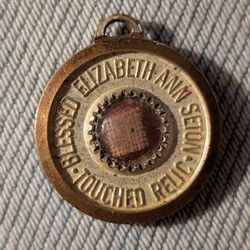 BLESSED ELIZABETH ANN SETON
TOUCHED RELIC